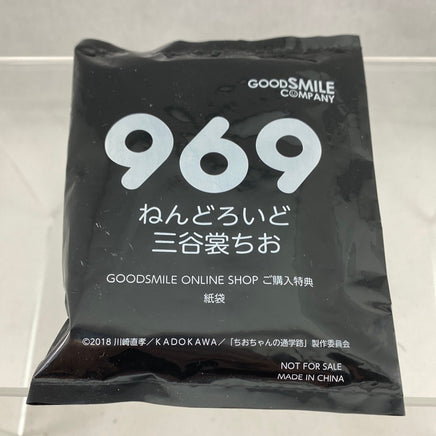 GOODSMILE
COMPANY
969
ねんどろいど
三谷裳ちお
GOODSMILE ONLINE SHOP ご購入特典
紙袋
©2018 川崎直孝／KADOKAWA／「ちおちゃんの通学路」製作委員会
NOT FOR SALE
MADE IN CHINA